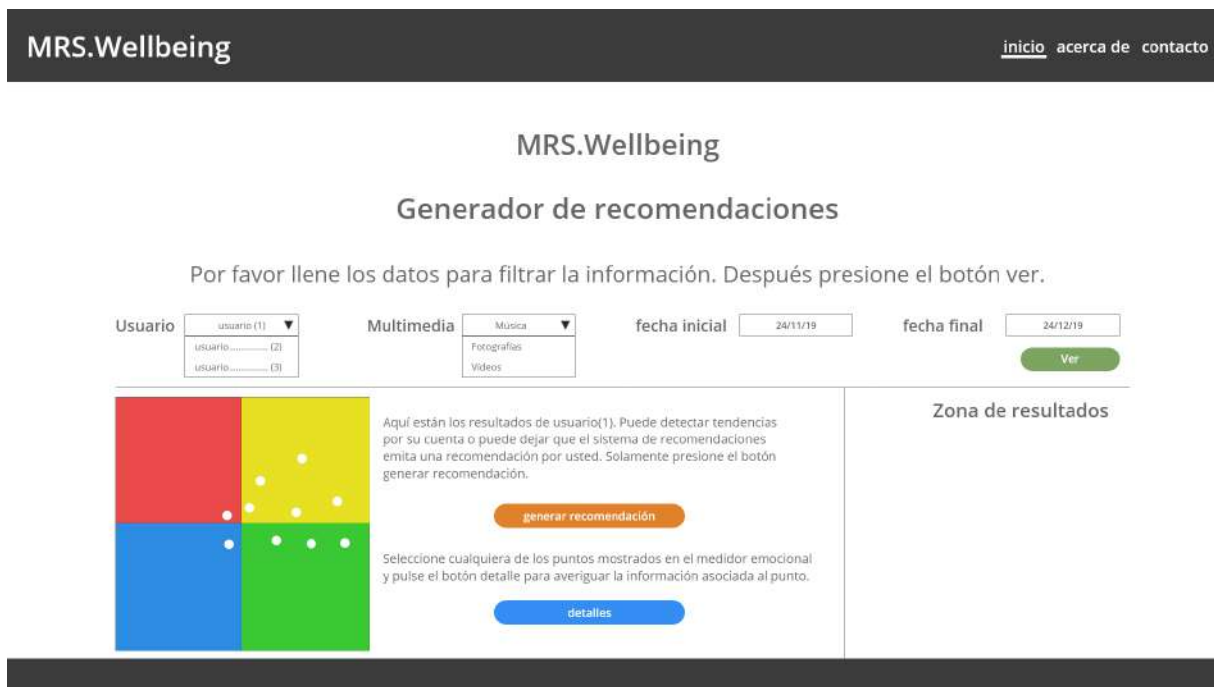 MRS.Wellbeing
inicio acerca de contacto
MRS.Wellbeing
Generador de recomendaciones
Por favor llene los datos para filtrar la información. Después presione el botón ver.
Usuario usuario (1) ▼ Multimedia Música ▼ fecha inicial 24/11/19 fecha final 24/12/19
usuario.............. (2) Fotografías
usuario.............. (3) Videos
Ver
Aquí están los resultados de usuario(1). Puede detectar tendencias
por su cuenta o puede dejar que el sistema de recomendaciones
emita una recomendación por usted. Solamente presione el botón
generar recomendación.
generar recomendación
Seleccione cualquiera de los puntos mostrados en el medidor emocional
y pulse el botón detalle para averiguar la información asociada al punto.
detalles
Zona de resultados